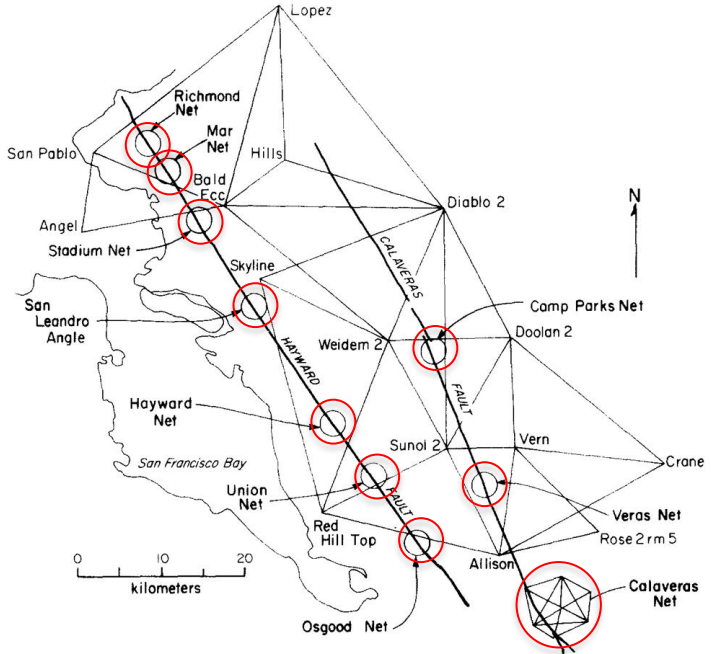 Lopez
Richmond
Net
Mar
Net
San Pablo
Hills
Bald
Ecc
Diablo 2
N
Angel
Stadium Net
CALAVERAS
Skyline
San
Leandro
Angle
Camp Parks Net
Weidem 2
Doolan 2
HAYWARD
FAULT
Hayward
Net
Sunol 2
Vern
Crane
San Francisco Bay
Union
Net
FAULT
Veras Net
Red
Hill Top
Rose 2 rm 5
Allison
0 10 20
kilometers
Calaveras
Net
Osgood Net